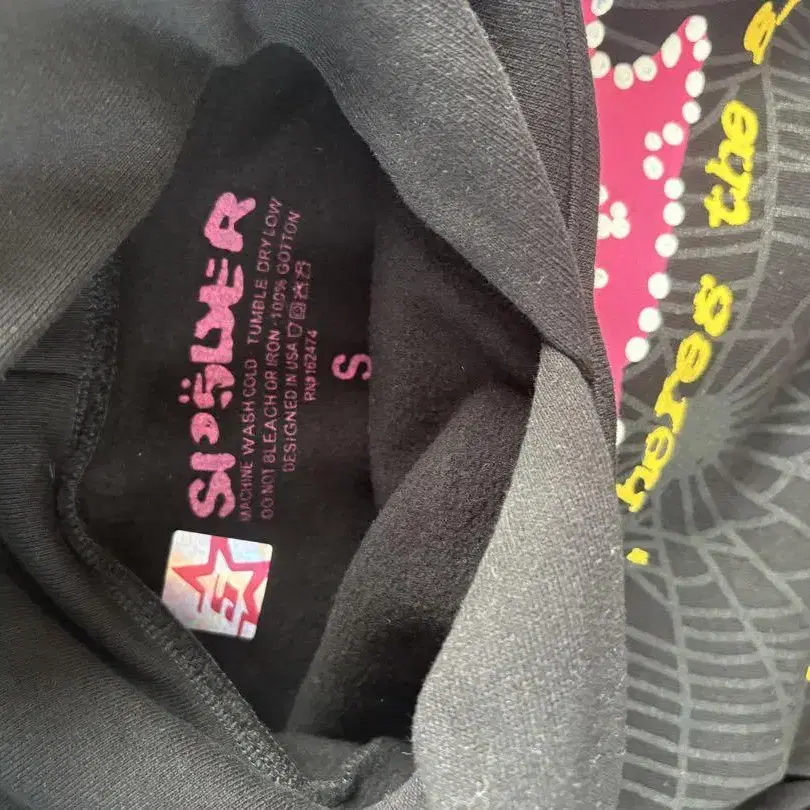 SP5DER
MACHINE WASH COLD TUMBLE DRY LOW
DO NOT BLEACH OR IRON 100% COTTON
DESIGNED IN USA
RN#162474
S
heres the